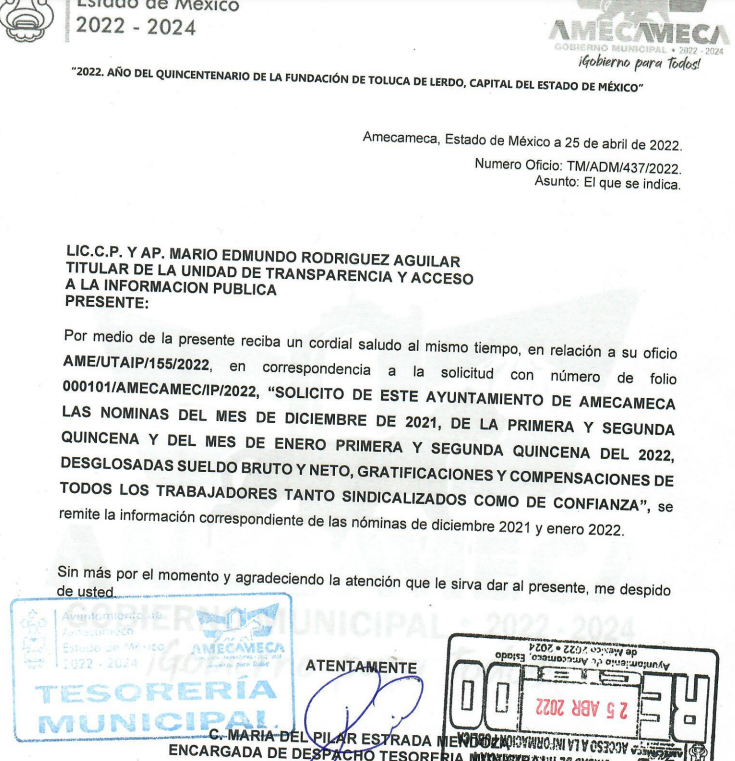 Estado de México
2022 - 2024
AMECAMECA
GOBIERNO MUNICIPAL • 2022 - 2024
¡Gobierno para Todos!
"2022. AÑO DEL QUINCENTENARIO DE LA FUNDACIÓN DE TOLUCA DE LERDO, CAPITAL DEL ESTADO DE MÉXICO"
Amecameca, Estado de México a 25 de abril de 2022.
Numero Oficio: TM/ADM/437/2022.
Asunto: El que se indica.
LIC.C.P. Y AP. MARIO EDMUNDO RODRIGUEZ AGUILAR
TITULAR DE LA UNIDAD DE TRANSPARENCIA Y ACCESO
A LA INFORMACION PUBLICA
PRESENTE:
Por medio de la presente reciba un cordial saludo al mismo tiempo, en relación a su oficio
AME/UTAIP/155/2022, en correspondencia a la solicitud con número de folio
000101/AMECAMEC/IP/2022, “SOLICITO DE ESTE AYUNTAMIENTO DE AMECAMECA
LAS NOMINAS DEL MES DE DICIEMBRE DE 2021, DE LA PRIMERA Y SEGUNDA
QUINCENA Y DEL MES DE ENERO PRIMERA Y SEGUNDA QUINCENA DEL 2022,
DESGLOSADAS SUELDO BRUTO Y NETO, GRATIFICACIONES Y COMPENSACIONES DE
TODOS LOS TRABAJADORES TANTO SINDICALIZADOS COMO DE CONFIANZA”, se
remite la información correspondiente de las nóminas de diciembre 2021 y enero 2022.
Sin más por el momento y agradeciendo la atención que le sirva dar al presente, me despido
de usted.
GOBIERNO MUNICIPAL • 2022 - 2024
Ayuntamiento de
Amecameca
Estado de México
2022 - 2024
AMECAMECA
TESORERÍA
MUNICIPAL
ATENTAMENTE
Ayuntamiento de Amecameca, Estado
de México 2022 • 2024
25 ABR 2022
ACCESO A LA INFORMACIÓN PÚBLICA
C. MARIA DEL PILAR ESTRADA MENDOZA
ENCARGADA DE DESPACHO TESORERIA